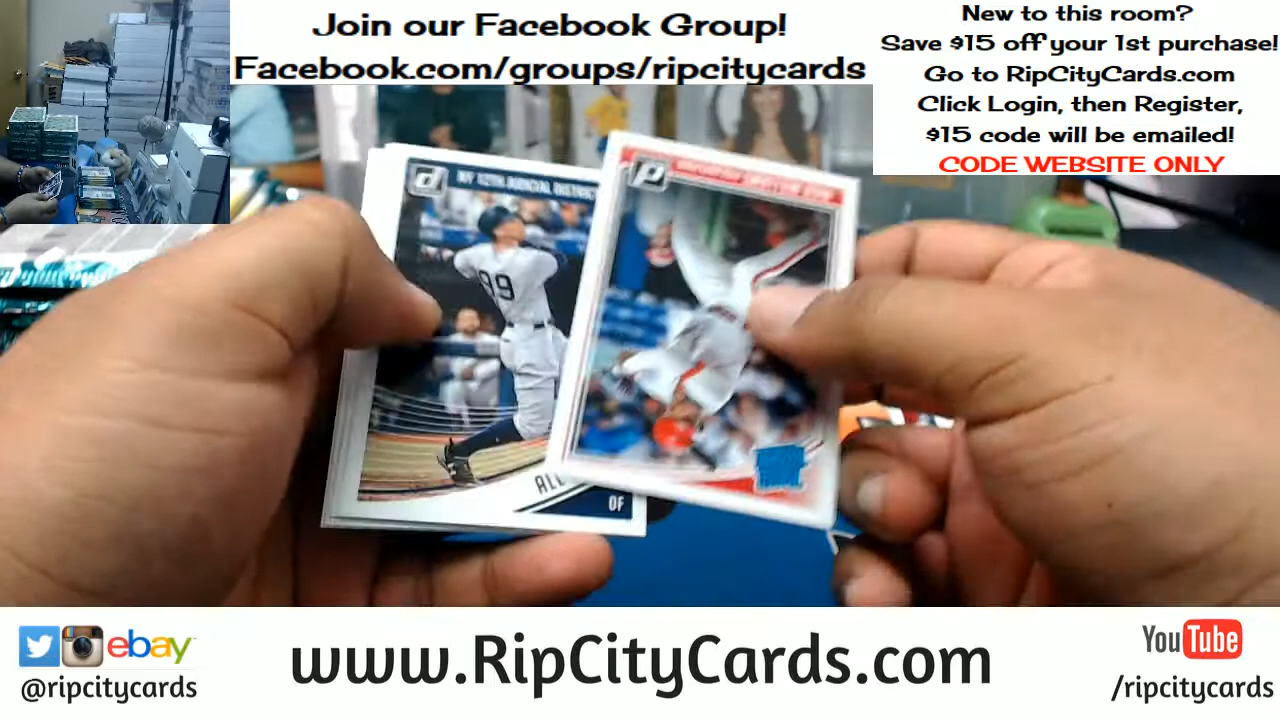 Join our Facebook Group!
Facebook.com/groups/ripcitycards
New to this room?
Save $15 off your 1st purchase!
Go to RipCityCards.com
Click Login, then Register,
$15 code will be emailed!
CODE WEBSITE ONLY
NY 12TH JUDICIAL DISTRICT
99
ALL
OF
ebay
@ripcitycards
www.RipCityCards.com
YouTube
/ripcitycards